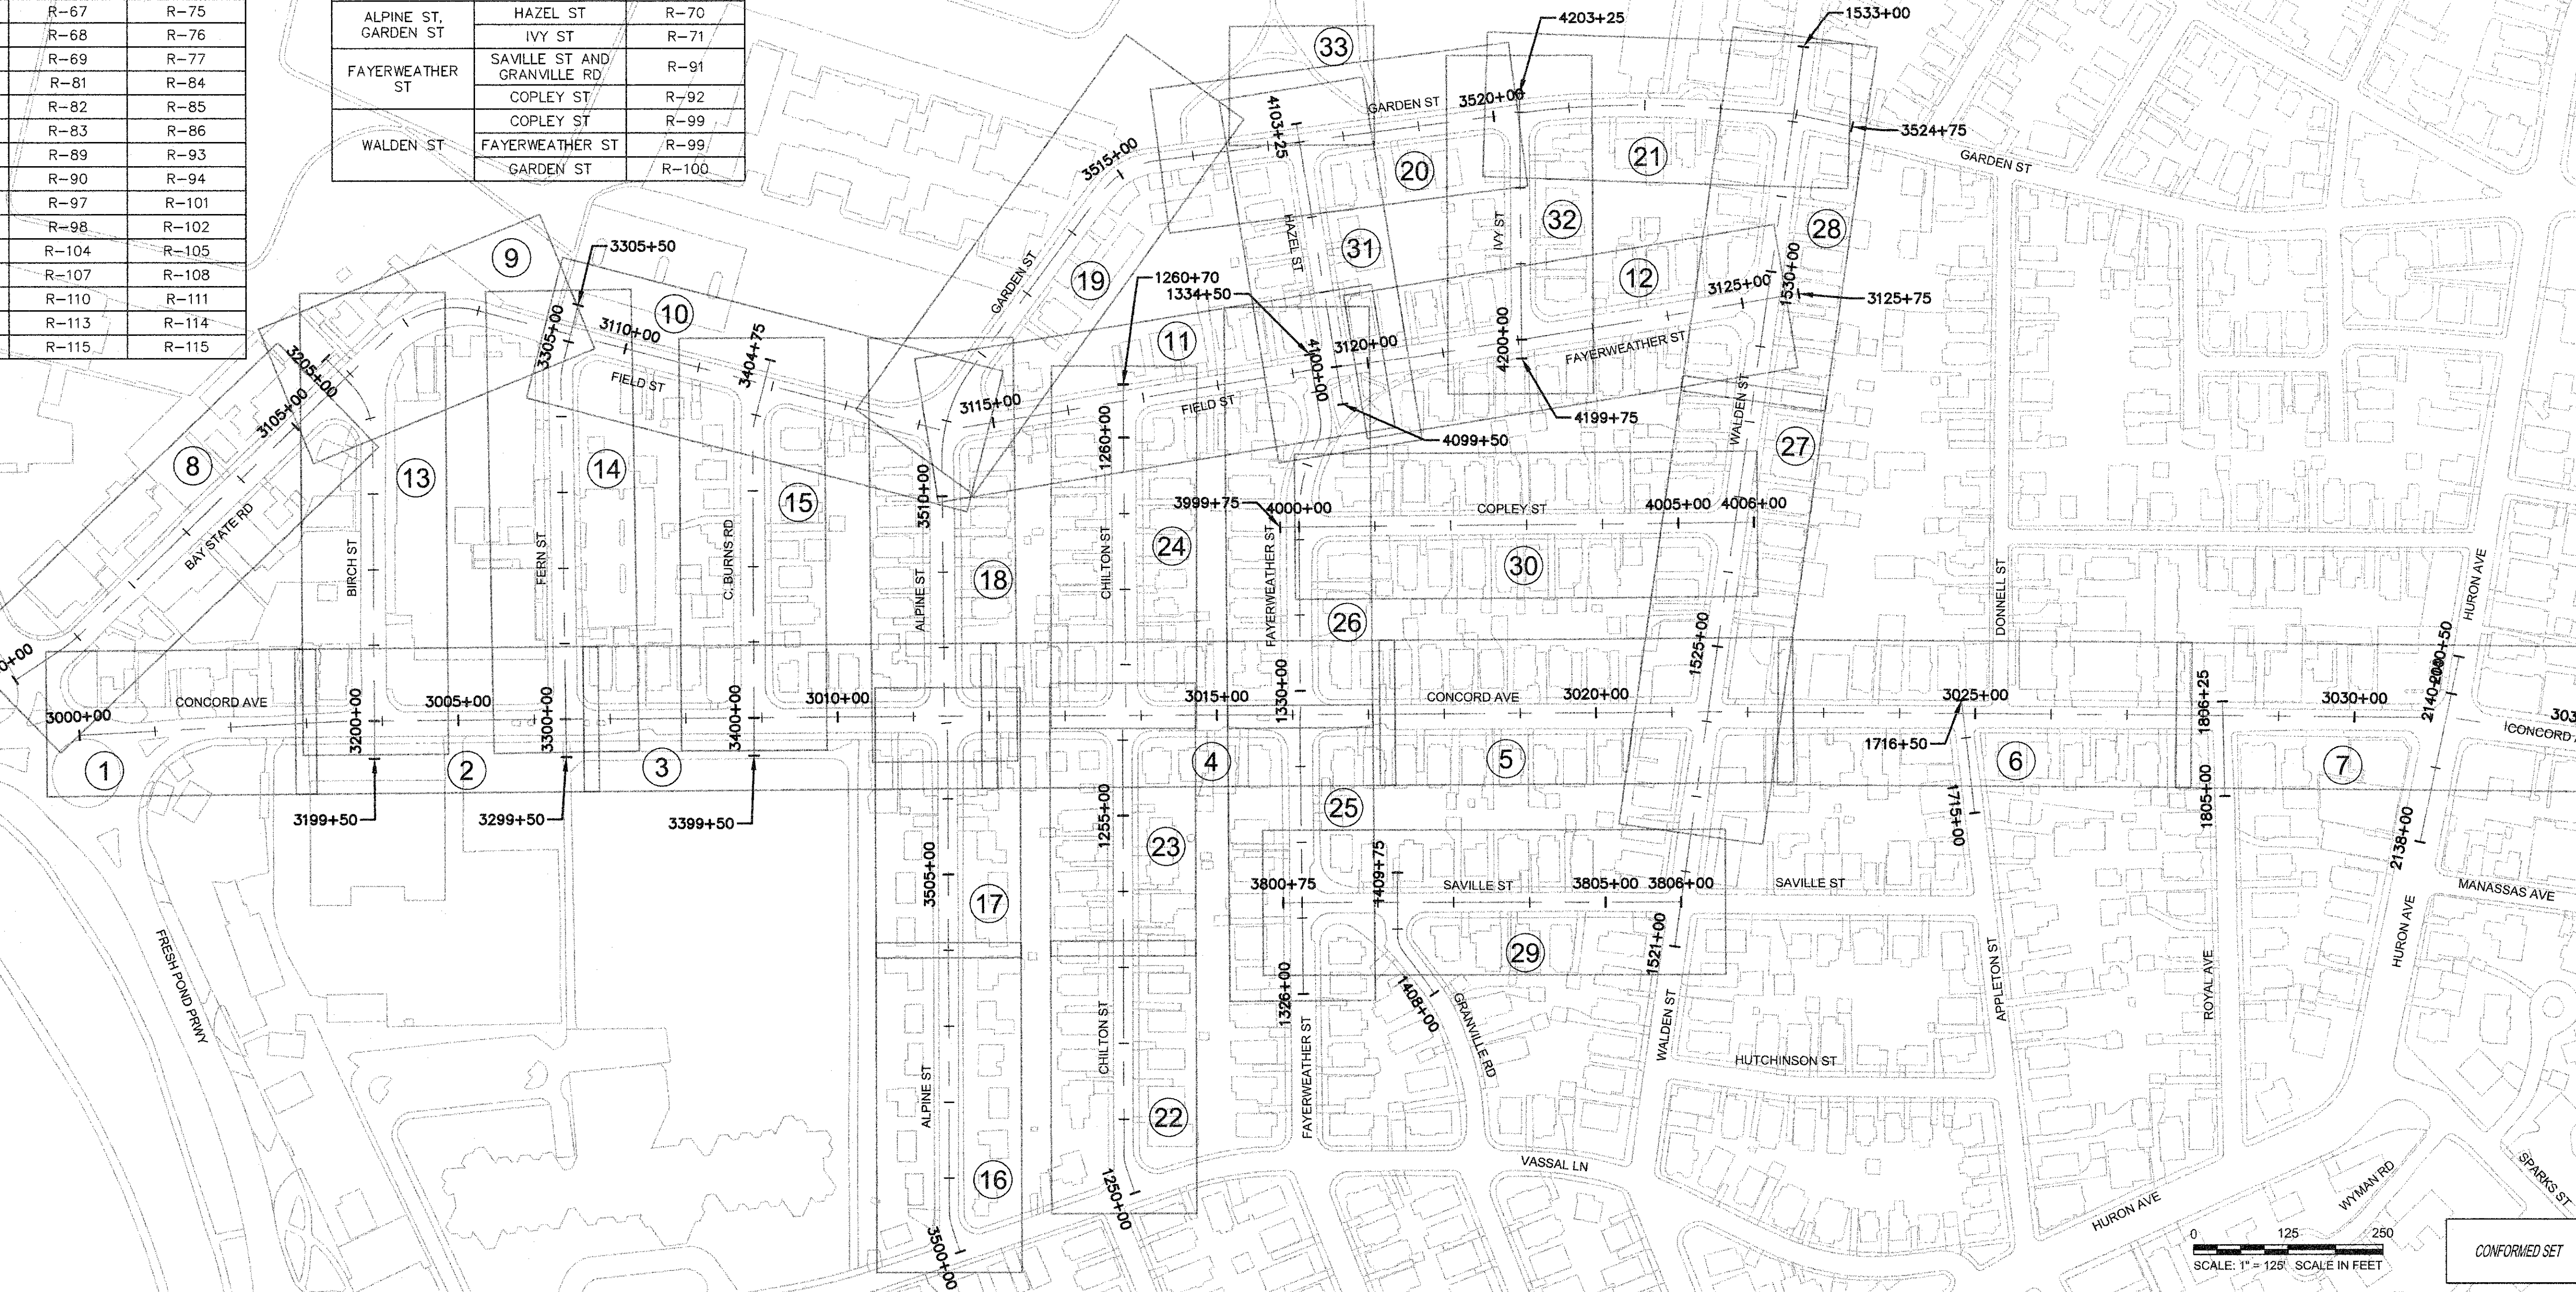 R-67 R-75
R-68 R-76
R-69 R-77
R-81 R-84
R-82 R-85
R-83 R-86
R-89 R-93
R-90 R-94
R-97 R-101
R-98 R-102
R-104 R-105
R-107 R-108
R-110 R-111
R-113 R-114
R-115 R-115
ALPINE ST,
GARDEN ST
HAZEL ST R-70
IVY ST R-71
FAYERWEATHER
ST
SAVILLE ST AND
GRANVILLE RD
R-91
COPLEY ST R-92
WALDEN ST
COPLEY ST R-99
FAYERWEATHER ST R-99
GARDEN ST R-100
33
4203+25
1533+00
4103+25
GARDEN ST
3520+00
3524+75
GARDEN ST
3515+00
20
21
HAZEL ST
IVY ST
32
28
31
9
3305+50
GARDEN ST
19
1260+70
1334+50
12
3125+00
1530+00
3125+75
10
3305+00
3110+00
3404+75
11
4100+00
3120+00
4200+00
FAYERWEATHER ST
3205+00
3105+00
FIELD ST
3115+00
FIELD ST
4199+75
4099+50
WALDEN ST
27
8
13
14
15
1260+00
3510+00
3999+75
4000+00
COPLEY ST
4005+00
4006+00
BAY STATE RD
BIRCH ST
FERN ST
C.BURNS RD
ALPINE ST
18
CHILTON ST
24
FAYERWEATHER ST
30
26
DONNELL ST
HURON AVE
0+00
1525+00
2140+50
CONCORD AVE
3000+00
3200+00
3005+00
3300+00
3400+00
3010+00
3015+00
1330+00
CONCORD AVE
3020+00
3025+00
1806+25
3030+00
303
CONCORD
1716+50
1
2
3
4
5
6
7
3199+50
3299+50
3399+50
1255+00
25
1715+00
1805+00
2138+00
3505+00
23
17
3800+75
1409+75
SAVILLE ST
3805+00
3806+00
SAVILLE ST
MANASSAS AVE
29
1521+00
FRESH POND PRWY
1326+00
1408+00
GRANVILLE RD
WALDEN ST
APPLETON ST
ROYAL AVE
HURON AVE
CHILTON ST
HUTCHINSON ST
ALPINE ST
22
FAYERWEATHER ST
16
VASSAL LN
1250+00
3500+00
HURON AVE
WYMAN RD
SPARKS ST
0 125 250
SCALE: 1" = 125' SCALE IN FEET
CONFORMED SET